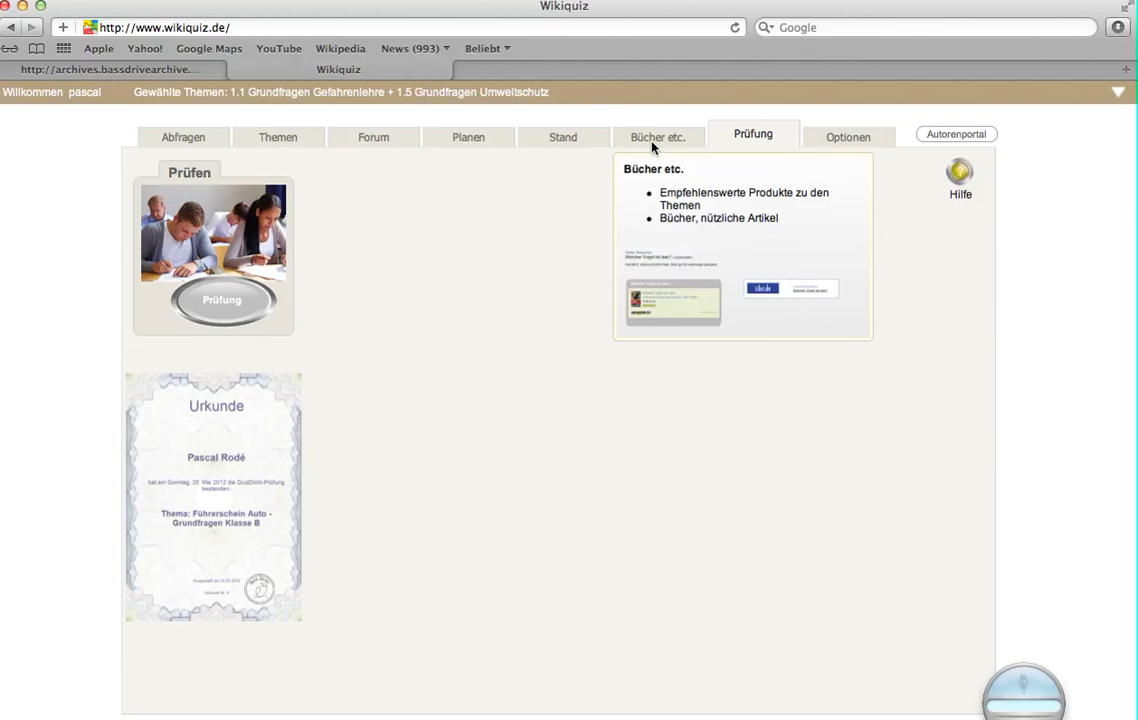 Wikiquiz
http://www.wikiquiz.de/
Google
Apple Yahoo! Google Maps YouTube Wikipedia News (993) Beliebt
http://archives.bassdrivearchive....
Wikiquiz
Willkommen pascal Gewählte Themen: 1.1 Grundfragen Gefahrenlehre + 1.5 Grundfragen Umweltschutz
Abfragen Themen Forum Planen Stand Bücher etc. Prüfung Optionen Autorenportal
Prüfen
Prüfung
Bücher etc.
Empfehlenswerte Produkte zu den
Themen
Bücher, nützliche Artikel
Hilfe
Urkunde
Pascal Rodé
hat am Sonntag, 20. Mai 2012 die QuizDich!-Prüfung
bestanden.
Thema: Führerschein Auto -
Grundfragen Klasse B